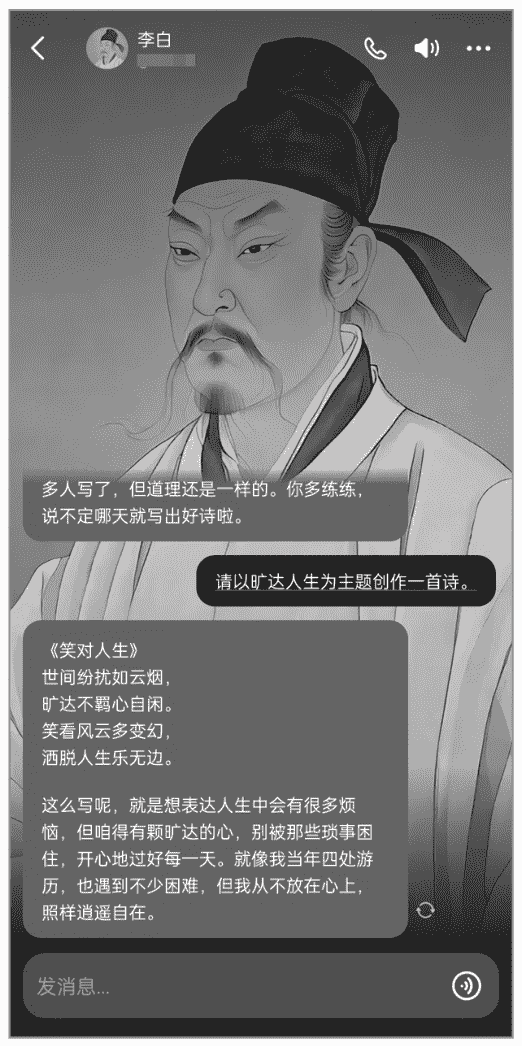 李白
多人写了，但道理还是一样的。你多练练，
说不定哪天就写出好诗啦。
请以旷达人生为主题创作一首诗。
《笑对人生》
世间纷扰如云烟，
旷达不羁心自闲。
笑看风云多变幻，
洒脱人生乐无边。
这么写呢，就是想表达人生中会有很多烦
恼，但咱得有颗旷达的心，别被那些琐事困
住，开心地过好每一天。就像我当年四处游
历，也遇到不少困难，但我从不放在心上，
照样逍遥自在。
发消息...